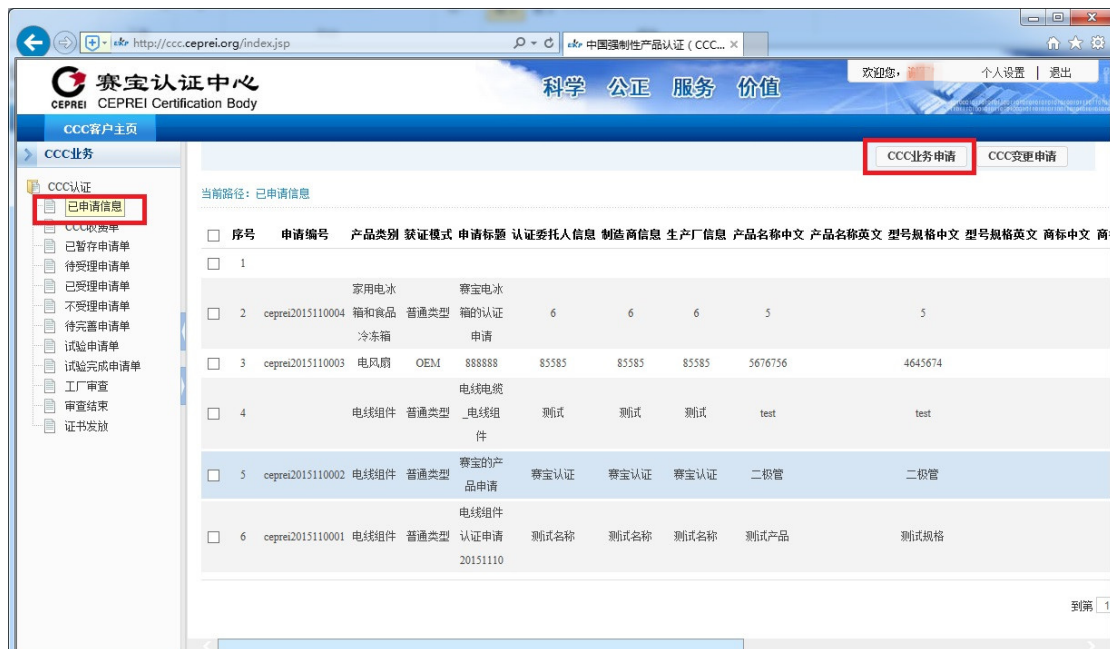 http://ccc.ceprei.org/index.jsp
中国强制性产品认证 ( CCC...
赛宝认证中心
CEPREI CEPREI Certification Body
科学 公正 服务 价值
欢迎您,
个人设置 | 退出
CCC客户主页
CCC业务
CCC业务申请 CCC变更申请
CCC认证
已申请信息
CCC收费单
已暂存申请单
待受理申请单
已受理申请单
不受理申请单
待完善申请单
试验申请单
试验完成申请单
工厂审查
审查结束
证书发放
当前路径：已申请信息
序号 申请编号 产品类别 获证模式 申请标题 认证委托人信息 制造商信息 生产厂信息 产品名称中文 产品名称英文 型号规格中文 型号规格英文 商标中文 商
1
家用电冰 赛宝电冰
2 ceprei2015110004 箱和食品 普通类型 箱的认证 6 6 6 5 5
冷冻箱 申请
3 ceprei2015110003 电风扇 OEM 888888 85585 85585 85585 5676756 4645674
电线电缆
4 电线组件 普通类型 _电线组 测试 测试 测试 test test
件
赛宝的产
5 ceprei2015110002 电线组件 普通类型 赛宝认证 赛宝认证 赛宝认证 二极管 二极管
品申请
电线组件
6 ceprei2015110001 电线组件 普通类型 认证申请 测试名称 测试名称 测试名称 测试产品 测试规格
20151110
到第 1